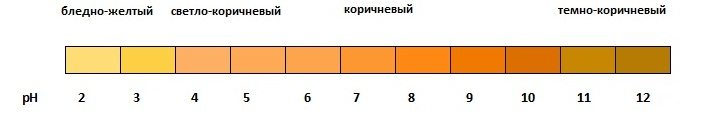 бледно-желтый светло-коричневый коричневый темно-коричневый
pH 2 3 4 5 6 7 8 9 10 11 12